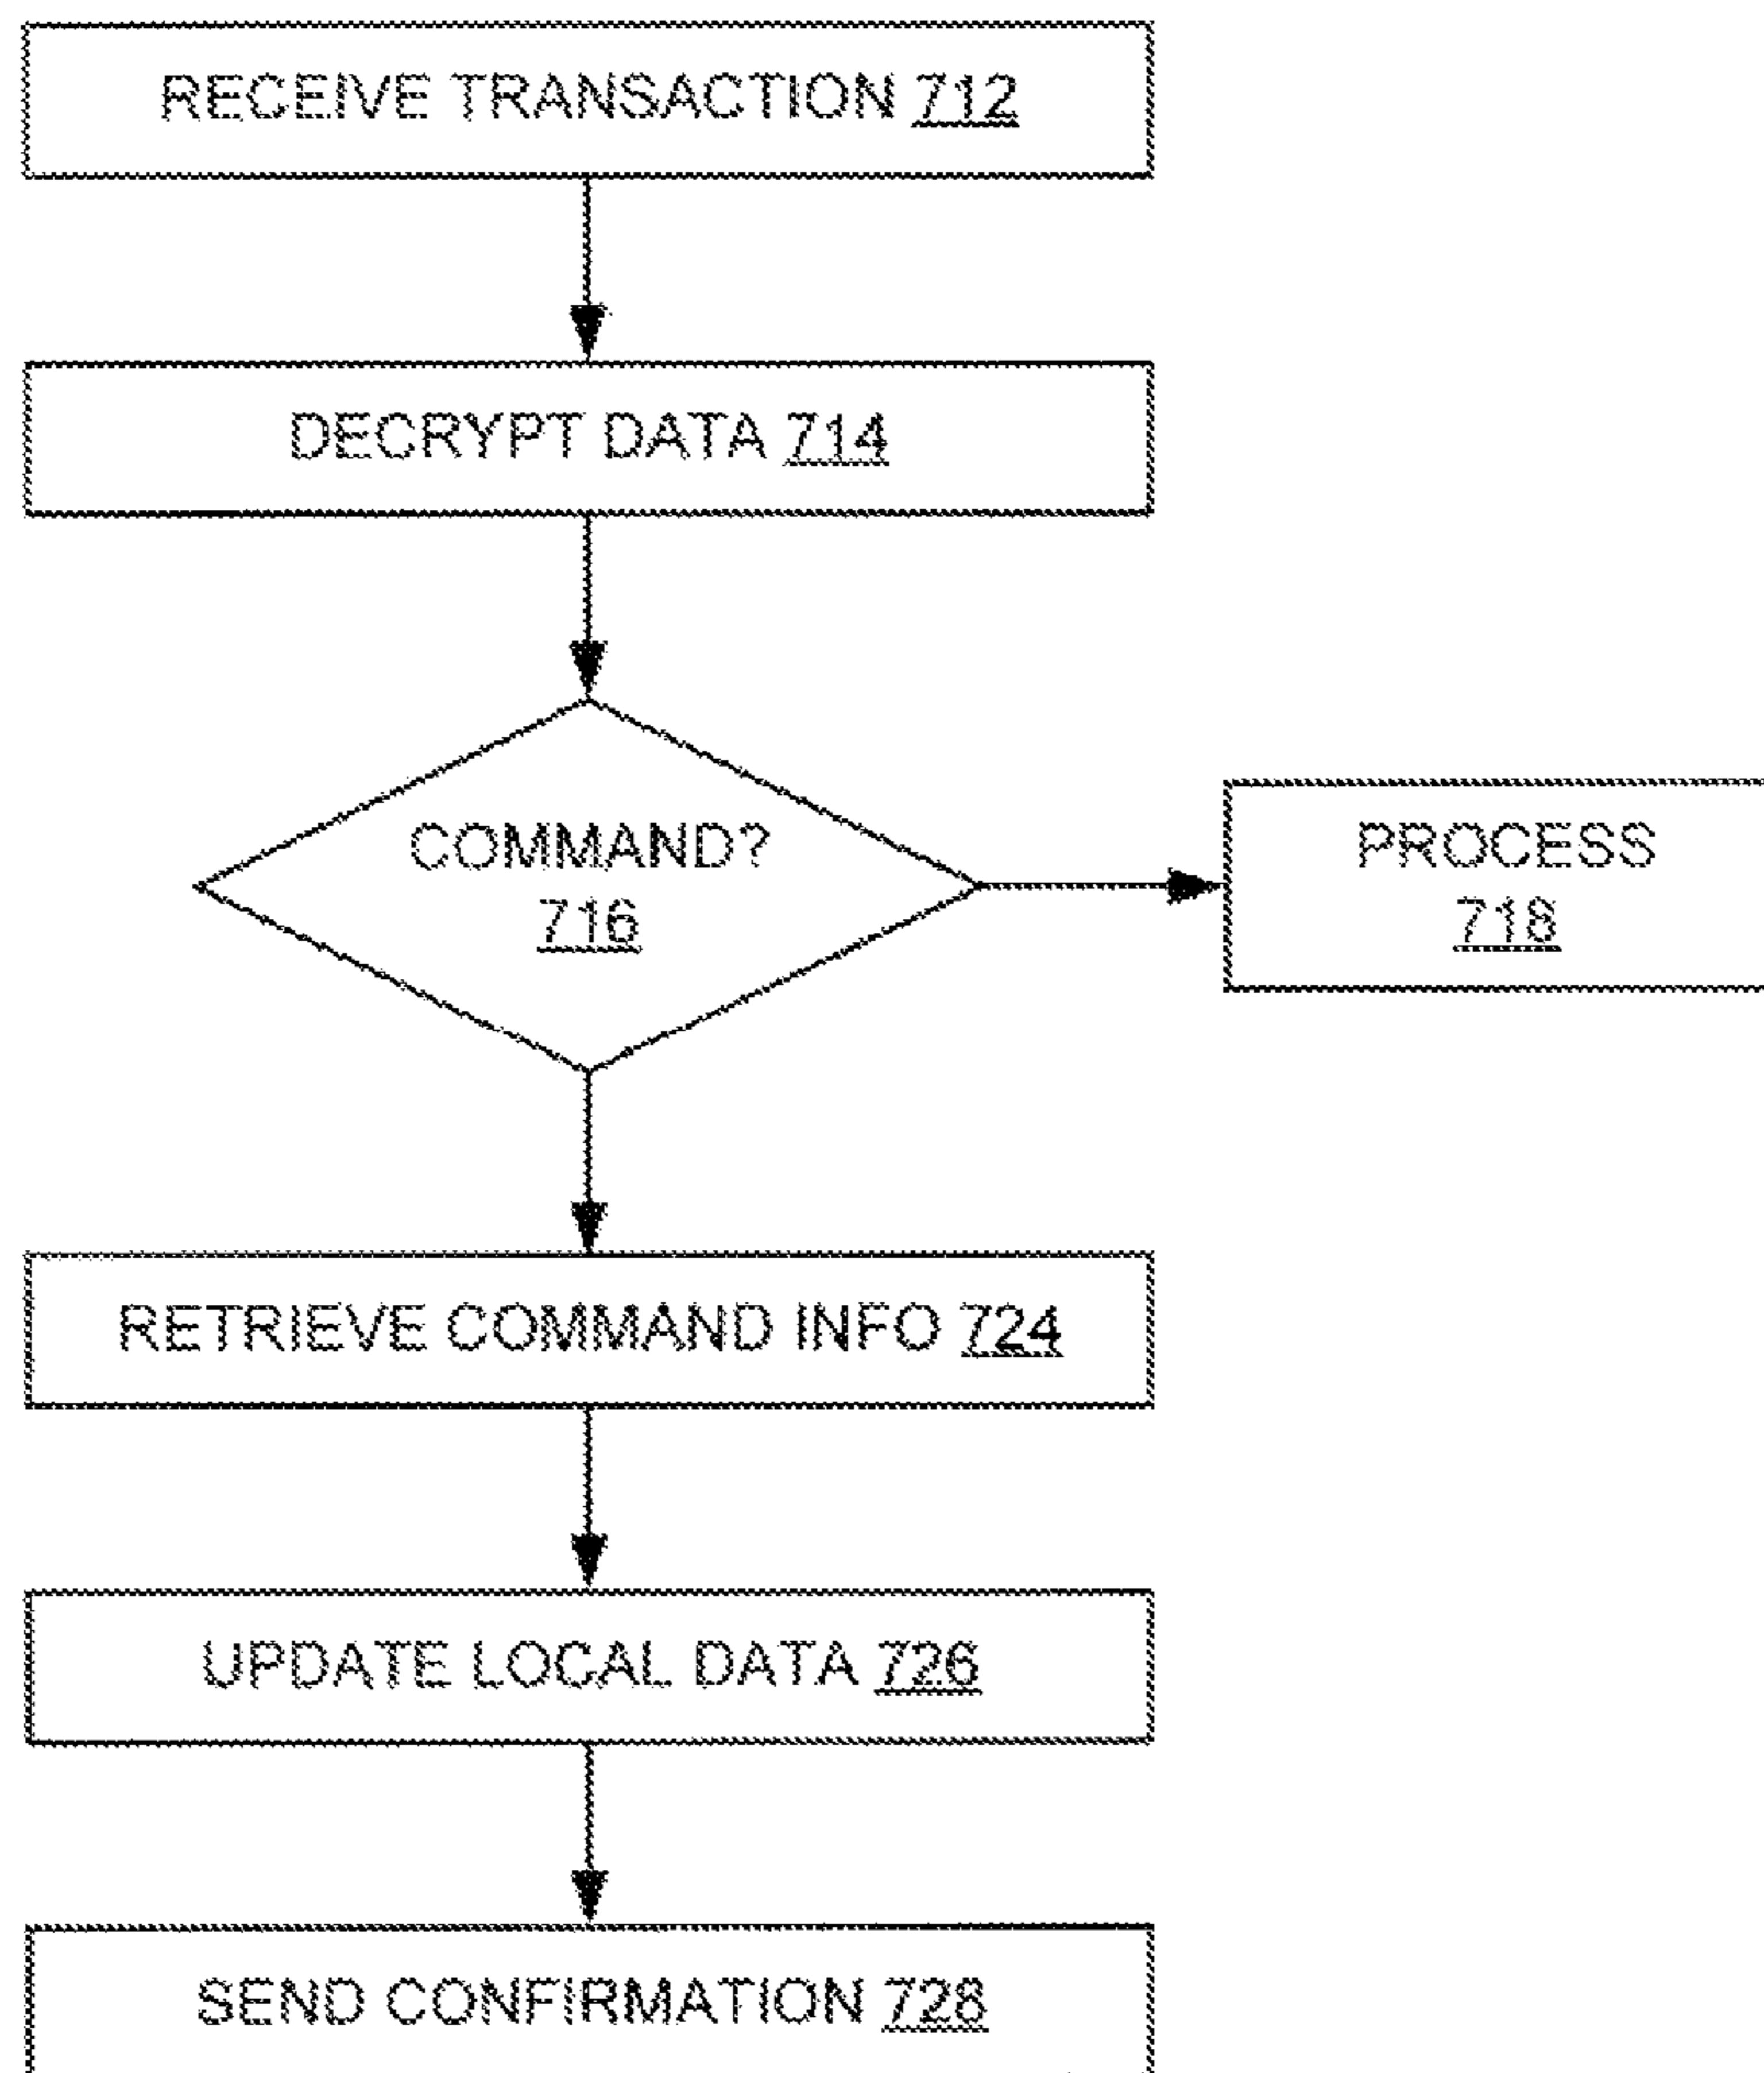 RECEIVE TRANSACTION 712
DECRYPT DATA 714
COMMAND?
716
PROCESS
718
RETRIEVE COMMAND INFO 724
UPDATE LOCAL DATA 726
SEND CONFIRMATION 728